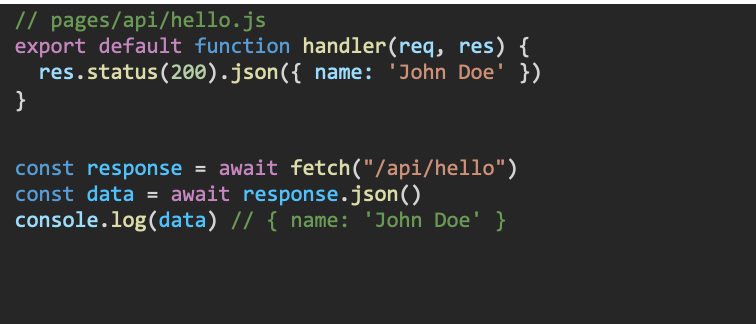 // pages/api/hello.js
export default function handler(req, res) {
  res.status(200).json({ name: 'John Doe' })
}
const response = await fetch("/api/hello")
const data = await response.json()
console.log(data) // { name: 'John Doe' }